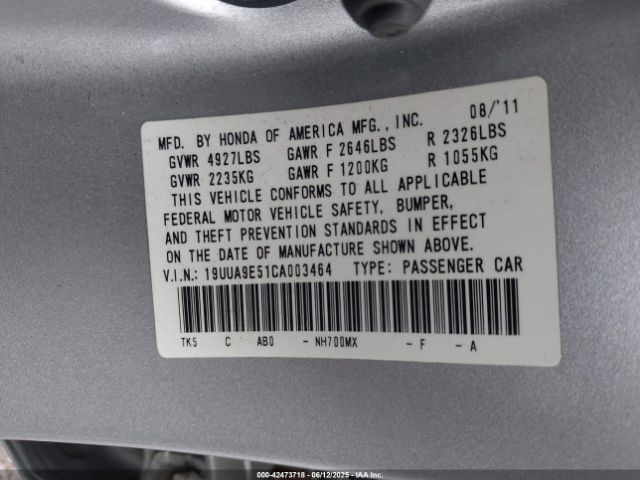 MFD. BY HONDA OF AMERICA MFG., INC. 08/'11
GVWR 4927LBS GAWR F 2646LBS R 2326LBS
GVWR 2235KG GAWR F 1200KG R 1055KG
THIS VEHICLE CONFORMS TO ALL APPLICABLE
FEDERAL MOTOR VEHICLE SAFETY, BUMPER,
AND THEFT PREVENTION STANDARDS IN EFFECT
ON THE DATE OF MANUFACTURE SHOWN ABOVE.
V.I.N.: 19UUA9E51CA003464 TYPE: PASSENGER CAR
TK5 C AB0 - NH700MX - F - A
000-42473718 - 06/12/2025 - IAAI, Inc.